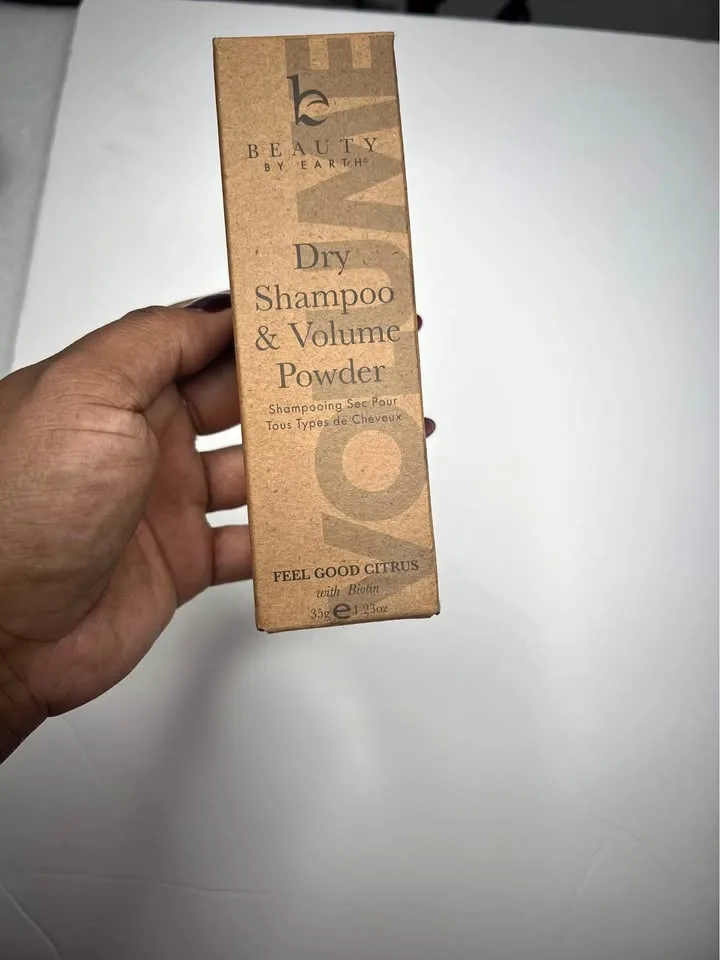 be
BEAUTY
BY EARTH®
Dry
Shampoo
& Volume
Powder
Shampooing Sec Pour
Tous Types de Cheveux
VOLUME
FEEL GOOD CITRUS
with Biotin
35g e 1.23oz